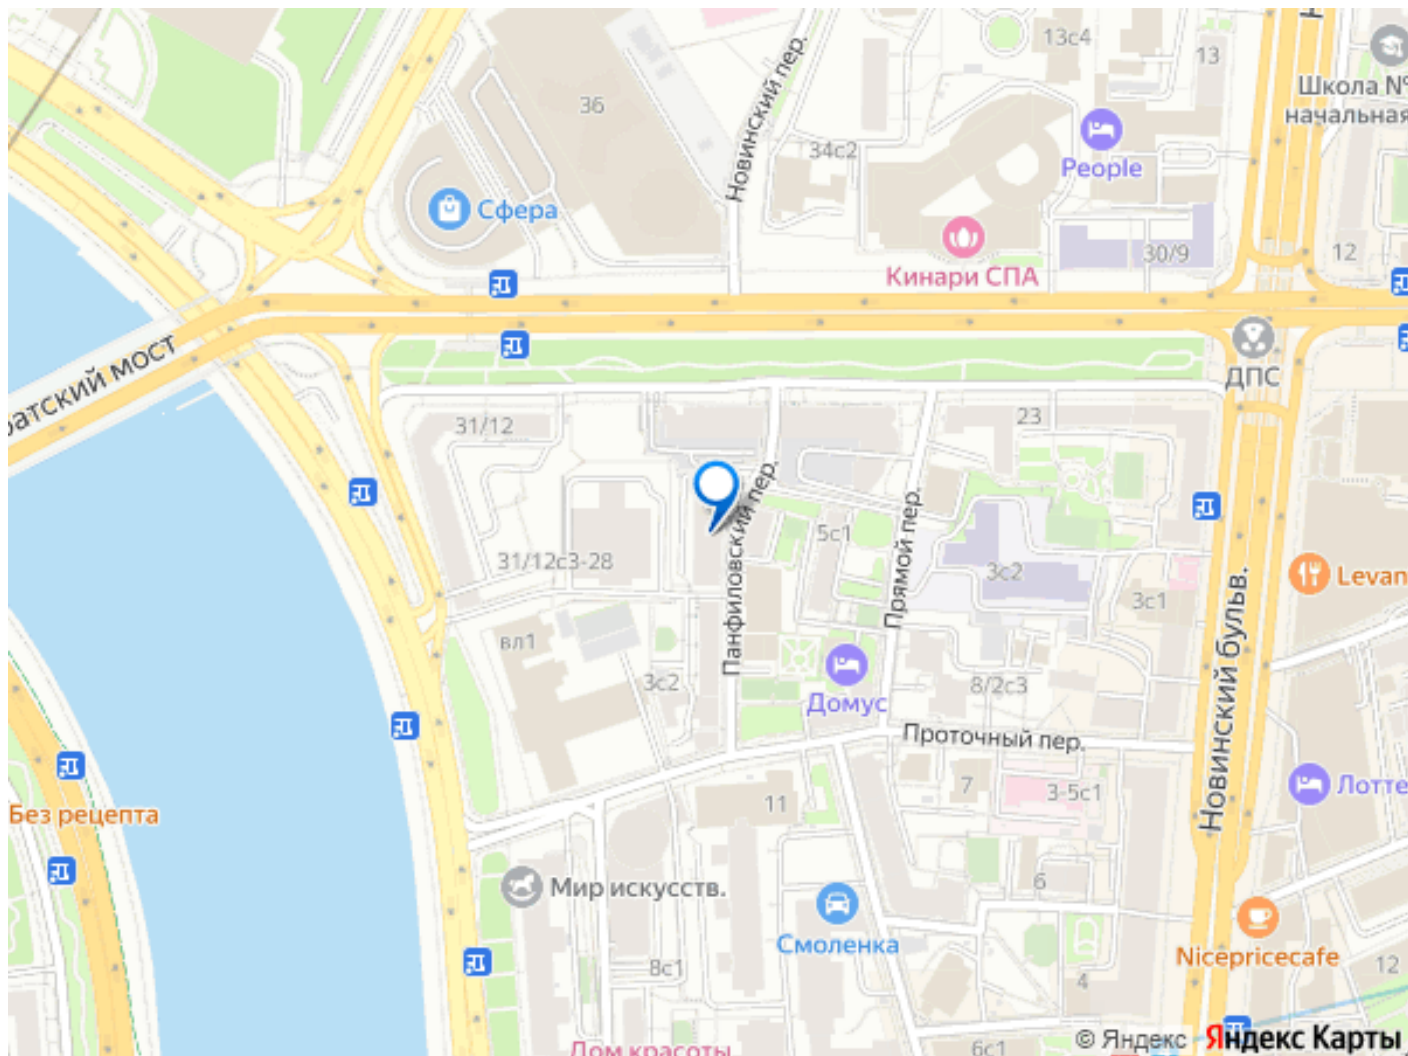 13с4
13
Школа №
начальная
36
Новинский пер.
34с2
People
Сфера
Кинари СПА
30/9
12
ДПС
атский мост
31/12
23
Панфиловский пер.
Прямой пер.
5с1
31/12с3-28
3с2
3с1
Levan
Новинский бульв.
вл1
3с2
Домус
8/2с3
Проточный пер.
7
3-5с1
Лотте
Без рецепта
11
Мир искусств.
6
Смоленка
Nicepricecafe
8с1
4
12
6с1
Дом красоты
© Яндекс Яндекс Карты